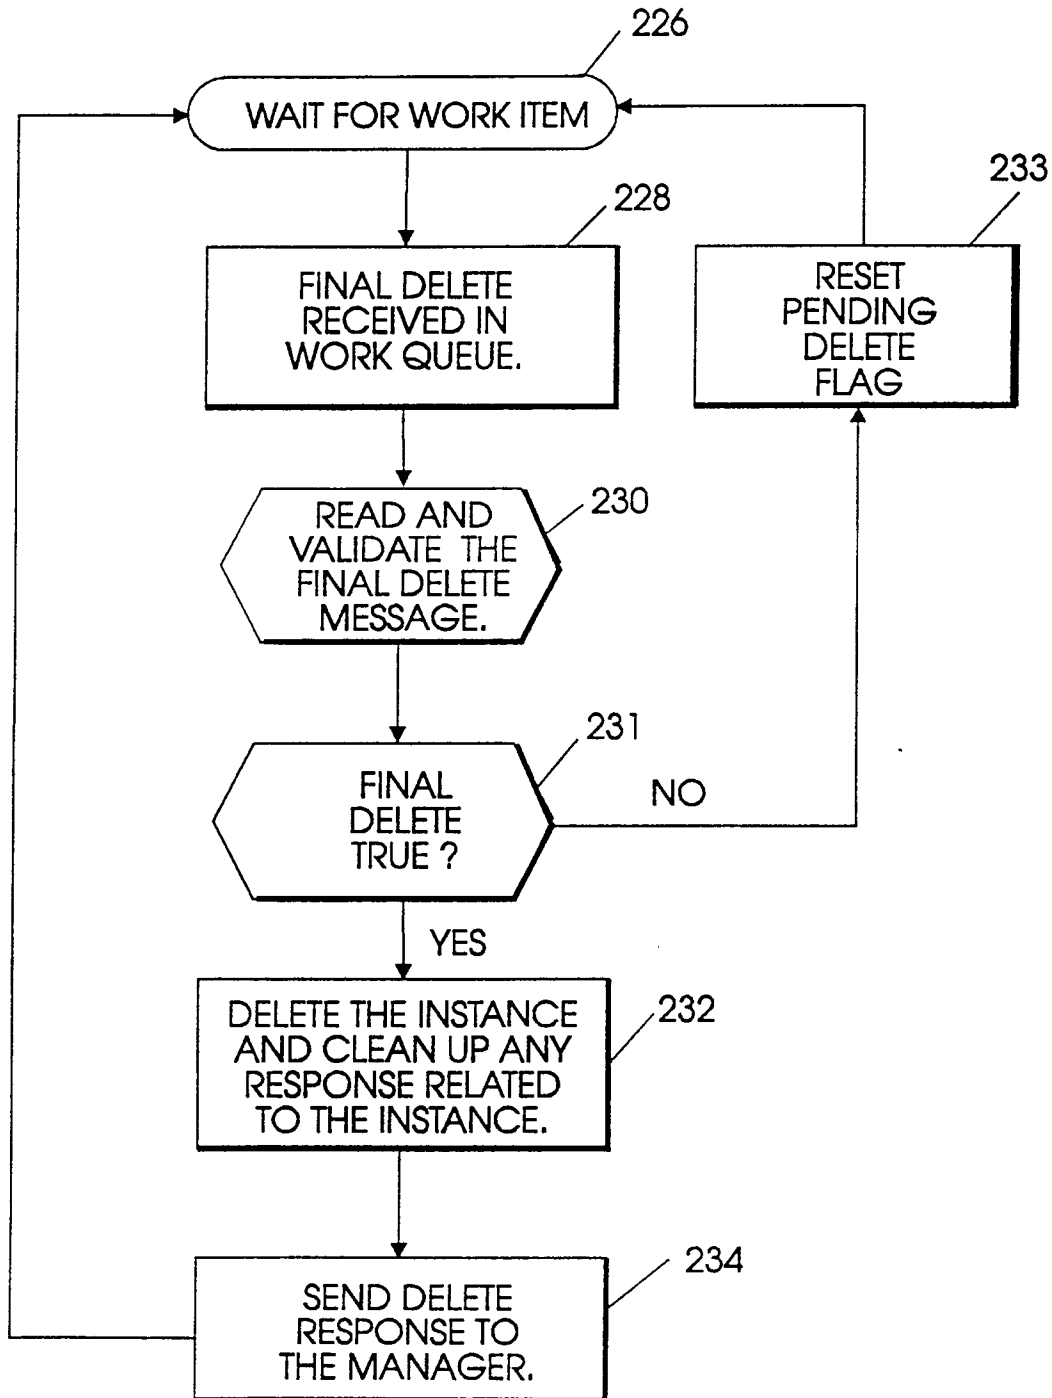 226
WAIT FOR WORK ITEM
233
228
FINAL DELETE
RECEIVED IN
WORK QUEUE.
RESET
PENDING
DELETE
FLAG
230
READ AND
VALIDATE THE
FINAL DELETE
MESSAGE.
231
FINAL
DELETE
TRUE ?
NO
YES
232
DELETE THE INSTANCE
AND CLEAN UP ANY
RESPONSE RELATED
TO THE INSTANCE.
234
SEND DELETE
RESPONSE TO
THE MANAGER.